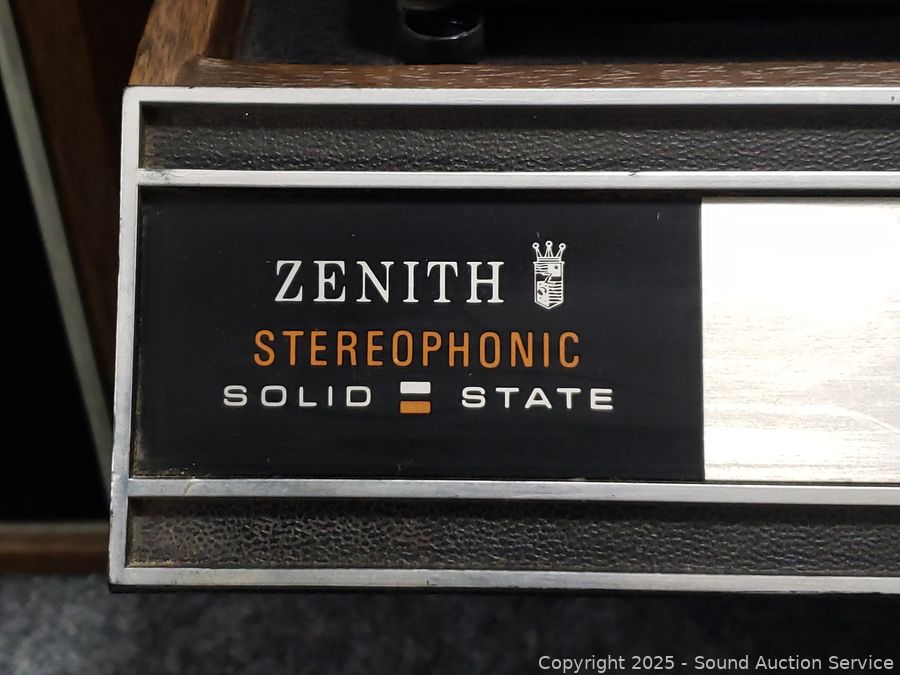 ZENITH
STEREOPHONIC
SOLID STATE
Copyright 2025 - Sound Auction Service